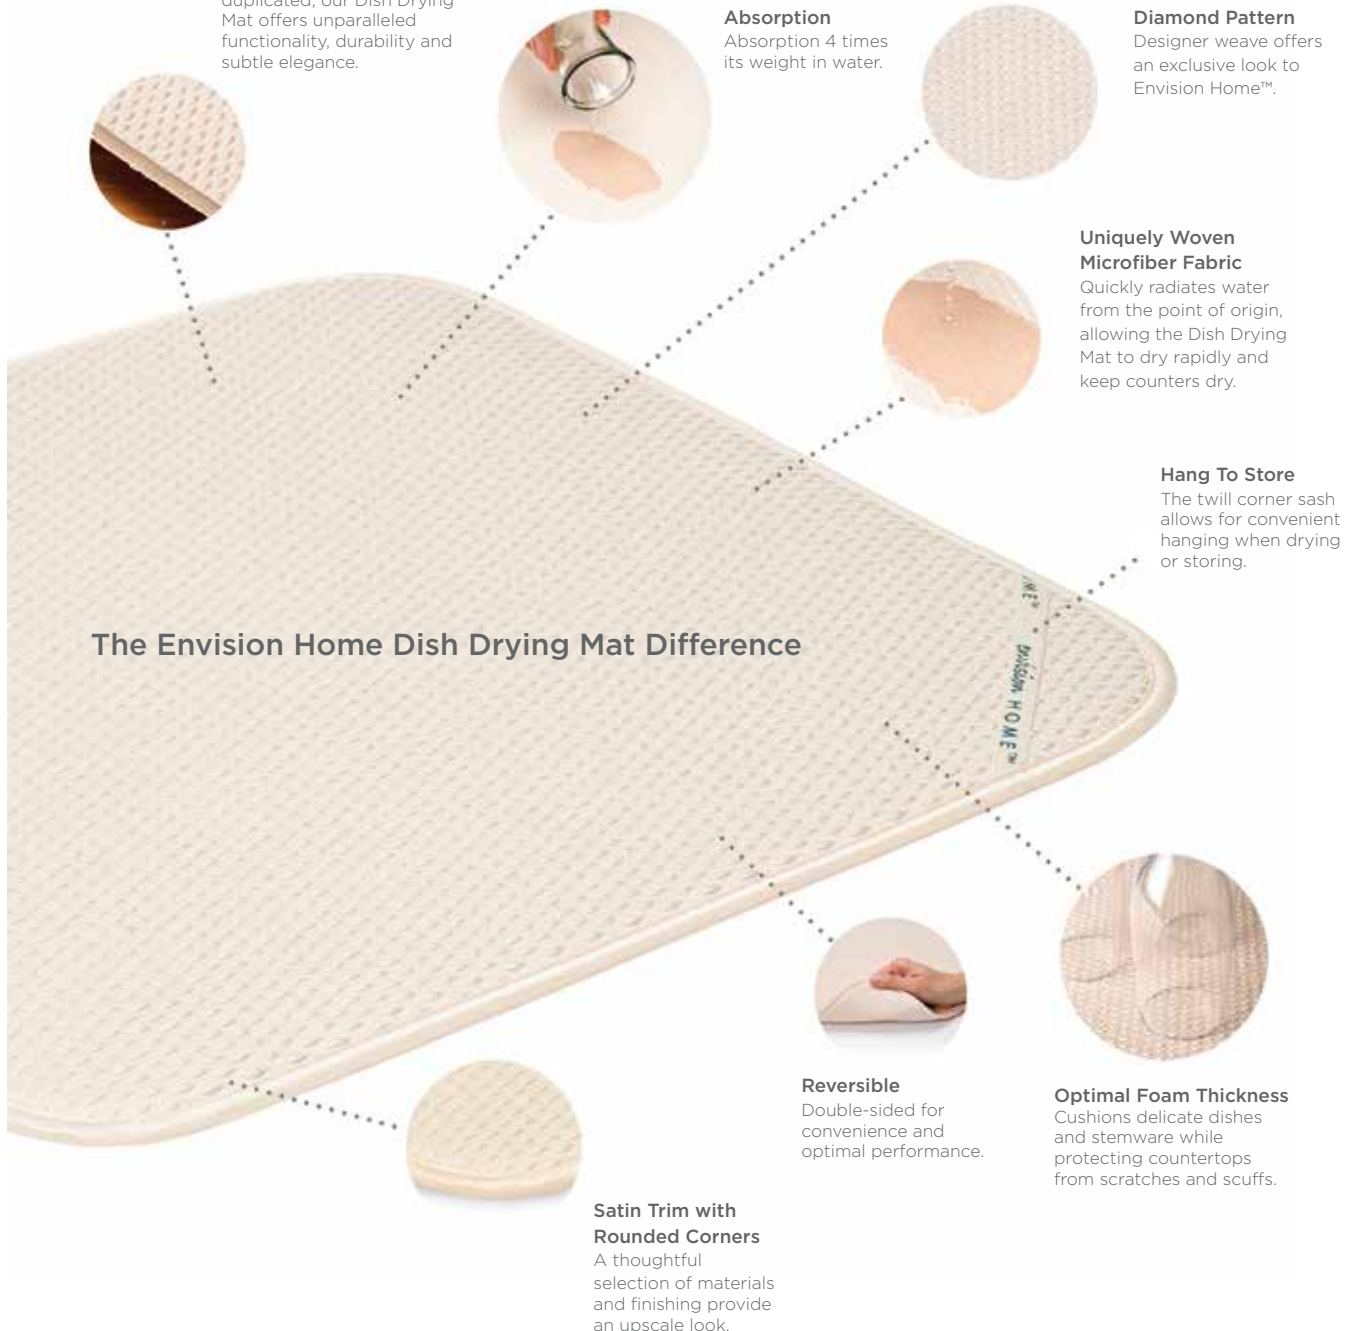 duplicated, our Dish Drying
Mat offers unparalleled
functionality, durability and
subtle elegance.
Absorption
Absorption 4 times
its weight in water.
Diamond Pattern
Designer weave offers
an exclusive look to
Envision Home™.
Uniquely Woven
Microfiber Fabric
Quickly radiates water
from the point of origin,
allowing the Dish Drying
Mat to dry rapidly and
keep counters dry.
Hang To Store
The twill corner sash
allows for convenient
hanging when drying
or storing.
The Envision Home Dish Drying Mat Difference
ME™
ENVISION HOME™
Reversible
Double-sided for
convenience and
optimal performance.
Optimal Foam Thickness
Cushions delicate dishes
and stemware while
protecting countertops
from scratches and scuffs.
Satin Trim with
Rounded Corners
A thoughtful
selection of materials
and finishing provide
an upscale look.